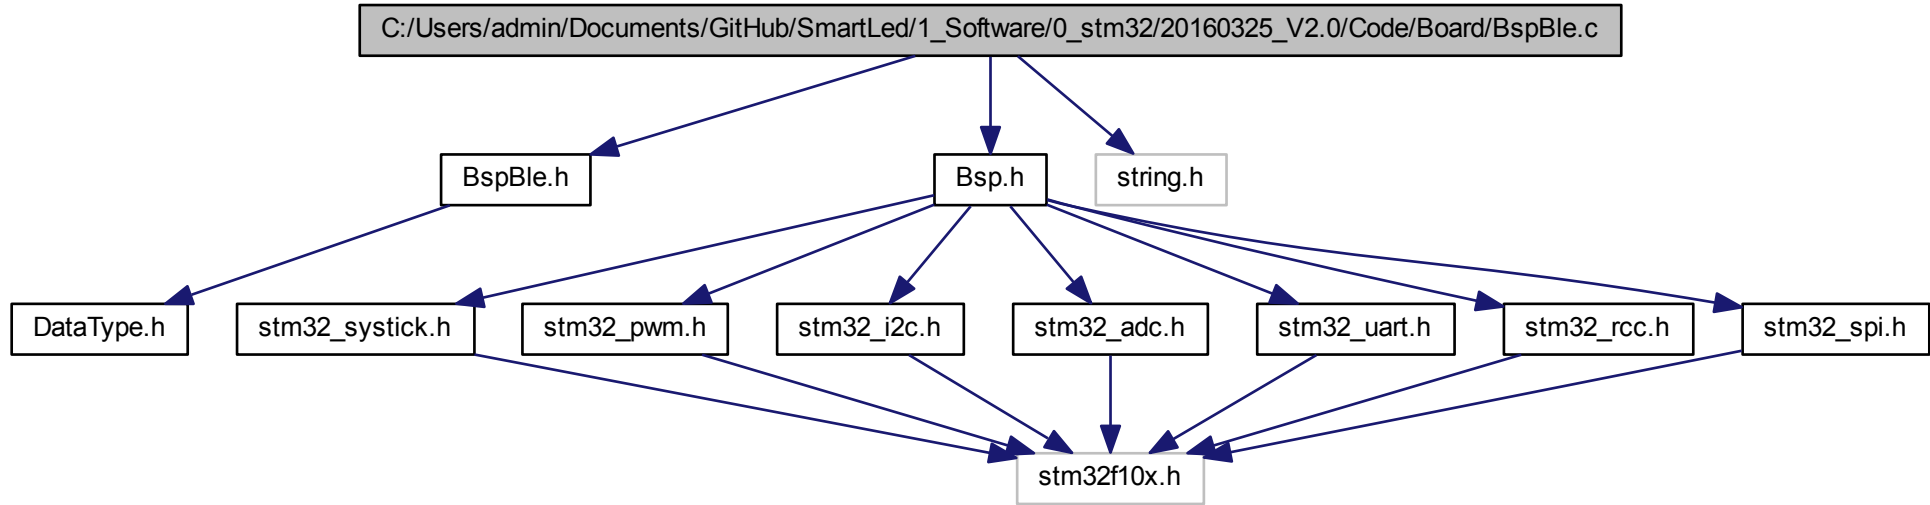 C:/Users/admin/Documents/GitHub/SmartLed/1_Software/0_stm32/20160325_V2.0/Code/Board/BspBle.c
BspBle.h
Bsp.h
string.h
DataType.h
stm32_systick.h
stm32_pwm.h
stm32_i2c.h
stm32_adc.h
stm32_uart.h
stm32_rcc.h
stm32_spi.h
stm32f10x.h